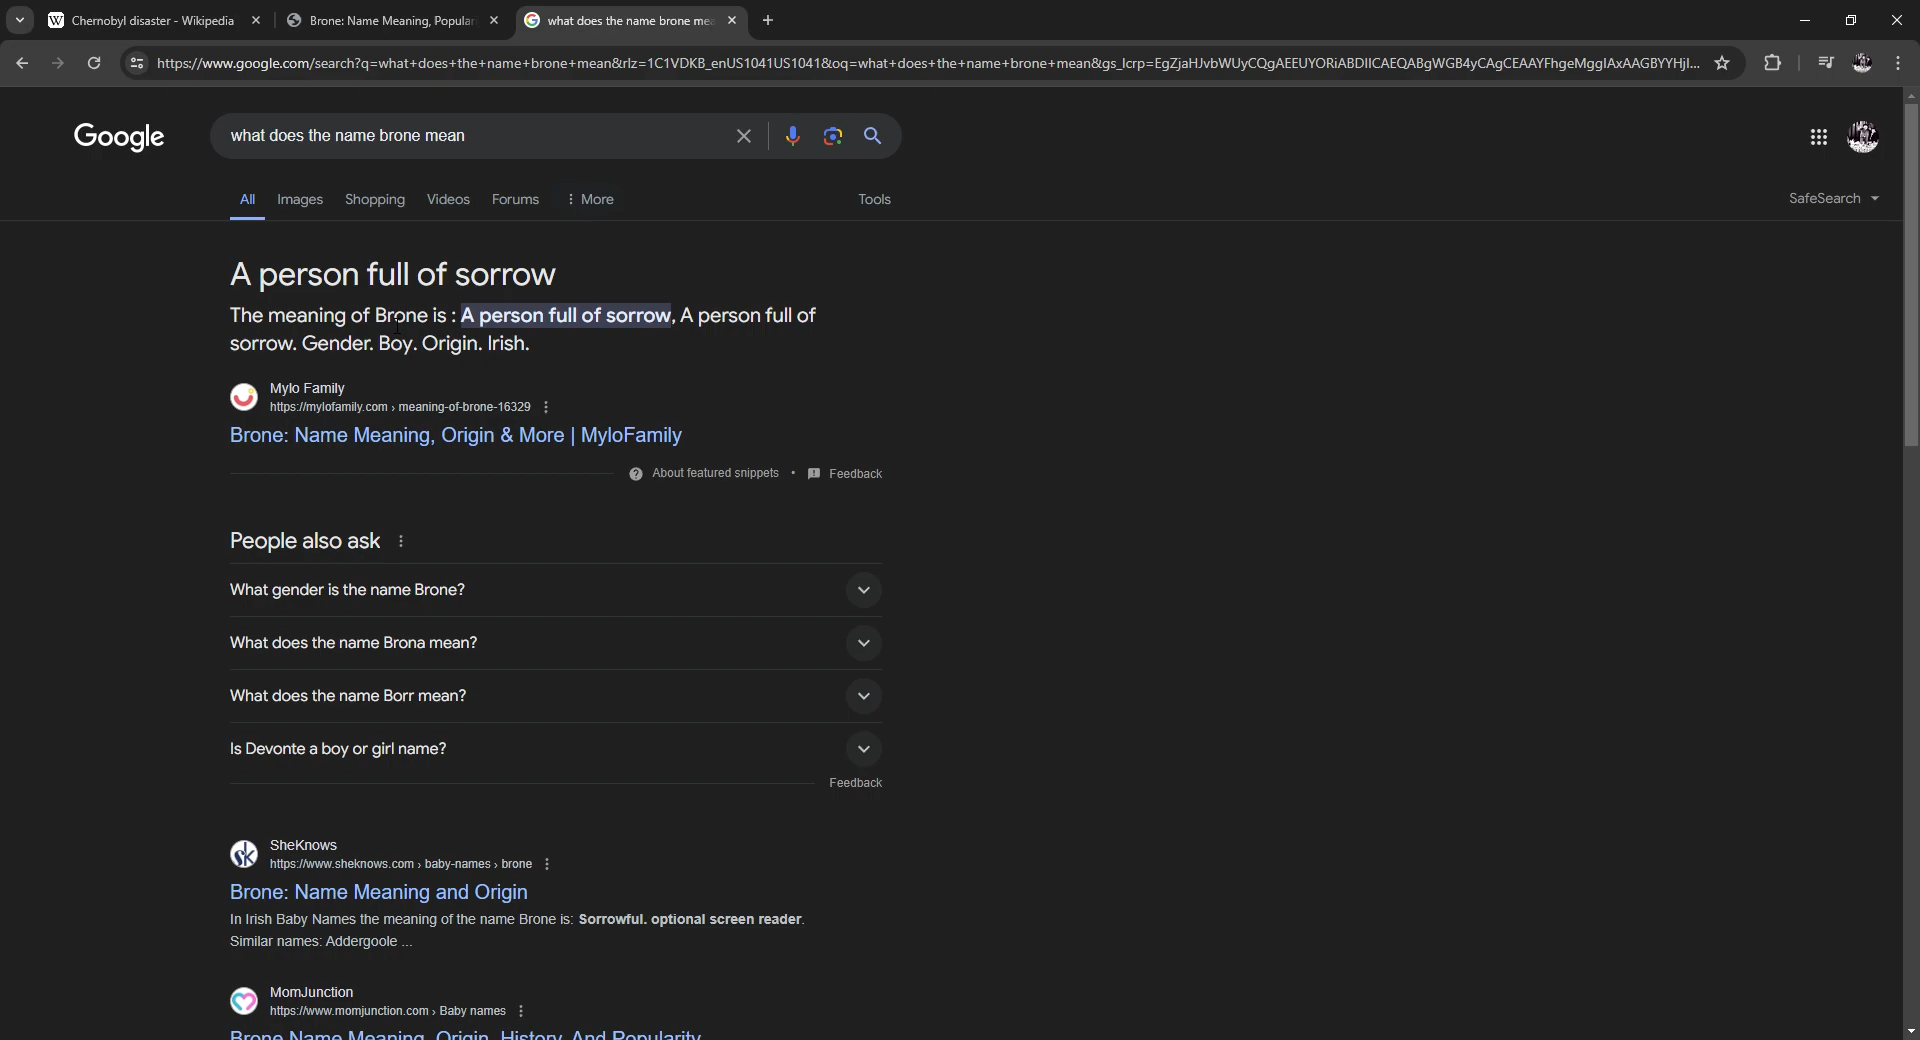 Chernobyl disaster - Wikipedia
Brone: Name Meaning, Popular
what does the name brone mea
https://www.google.com/search?q=what+does+the+name+brone+mean&rlz=1C1VDKB_enUS1041US1041&oq=what+does+the+name+brone+mean&gs_lcrp=EgZjaHJvbWUyCQgAEEUYORiABDIICAEQABgWGB4yCAgCEAAYFhgeMggIAxAAGBYYHjI...
Google
what does the name brone mean
All Images Shopping Videos Forums More Tools SafeSearch
A person full of sorrow
The meaning of Brone is : A person full of sorrow, A person full of
sorrow. Gender. Boy. Origin. Irish.
Mylo Family
https://mylofamily.com › meaning-of-brone-16329
Brone: Name Meaning, Origin & More | MyloFamily
About featured snippets • Feedback
People also ask
What gender is the name Brone?
What does the name Brona mean?
What does the name Borr mean?
Is Devonte a boy or girl name?
Feedback
SheKnows
https://www.sheknows.com › baby-names › brone
Brone: Name Meaning and Origin
In Irish Baby Names the meaning of the name Brone is: Sorrowful. optional screen reader.
Similar names: Addergoole ...
MomJunction
https://www.momjunction.com › Baby names
Brone Name Meaning, Origin, History, And Popularity